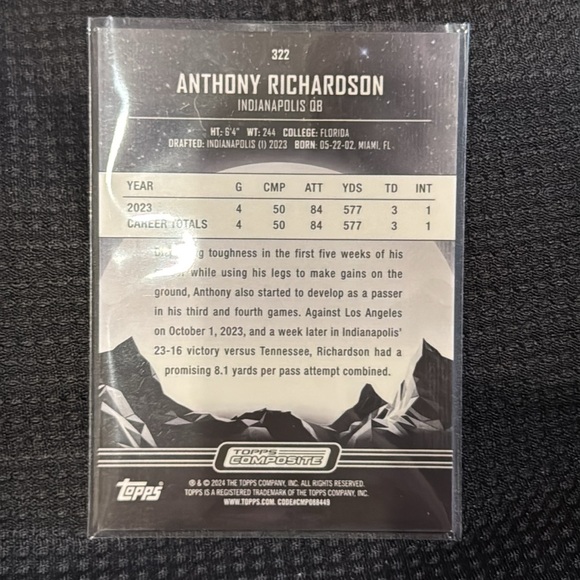 322
ANTHONY RICHARDSON
INDIANAPOLIS QB
HT: 6'4" WT: 244 COLLEGE: FLORIDA
DRAFTED: INDIANAPOLIS (1) 2023 BORN: 05-22-02, MIAMI, FL
YEAR G CMP ATT YDS TD INT
2023 4 50 84 577 3 1
CAREER TOTALS 4 50 84 577 3 1
toughness in the first five weeks of his
while using his legs to make gains on the
ground, Anthony also started to develop as a passer
in his third and fourth games. Against Los Angeles
on October 1, 2023, and a week later in Indianapolis'
23-16 victory versus Tennessee, Richardson had a
promising 8.1 yards per pass attempt combined.
TOPPS
COMPOSITE
Topps
® & © 2024 THE TOPPS COMPANY, INC. ALL RIGHTS RESERVED.
TOPPS IS A REGISTERED TRADEMARK OF THE TOPPS COMPANY, INC.
WWW.TOPPS.COM. CODE#CMP068449